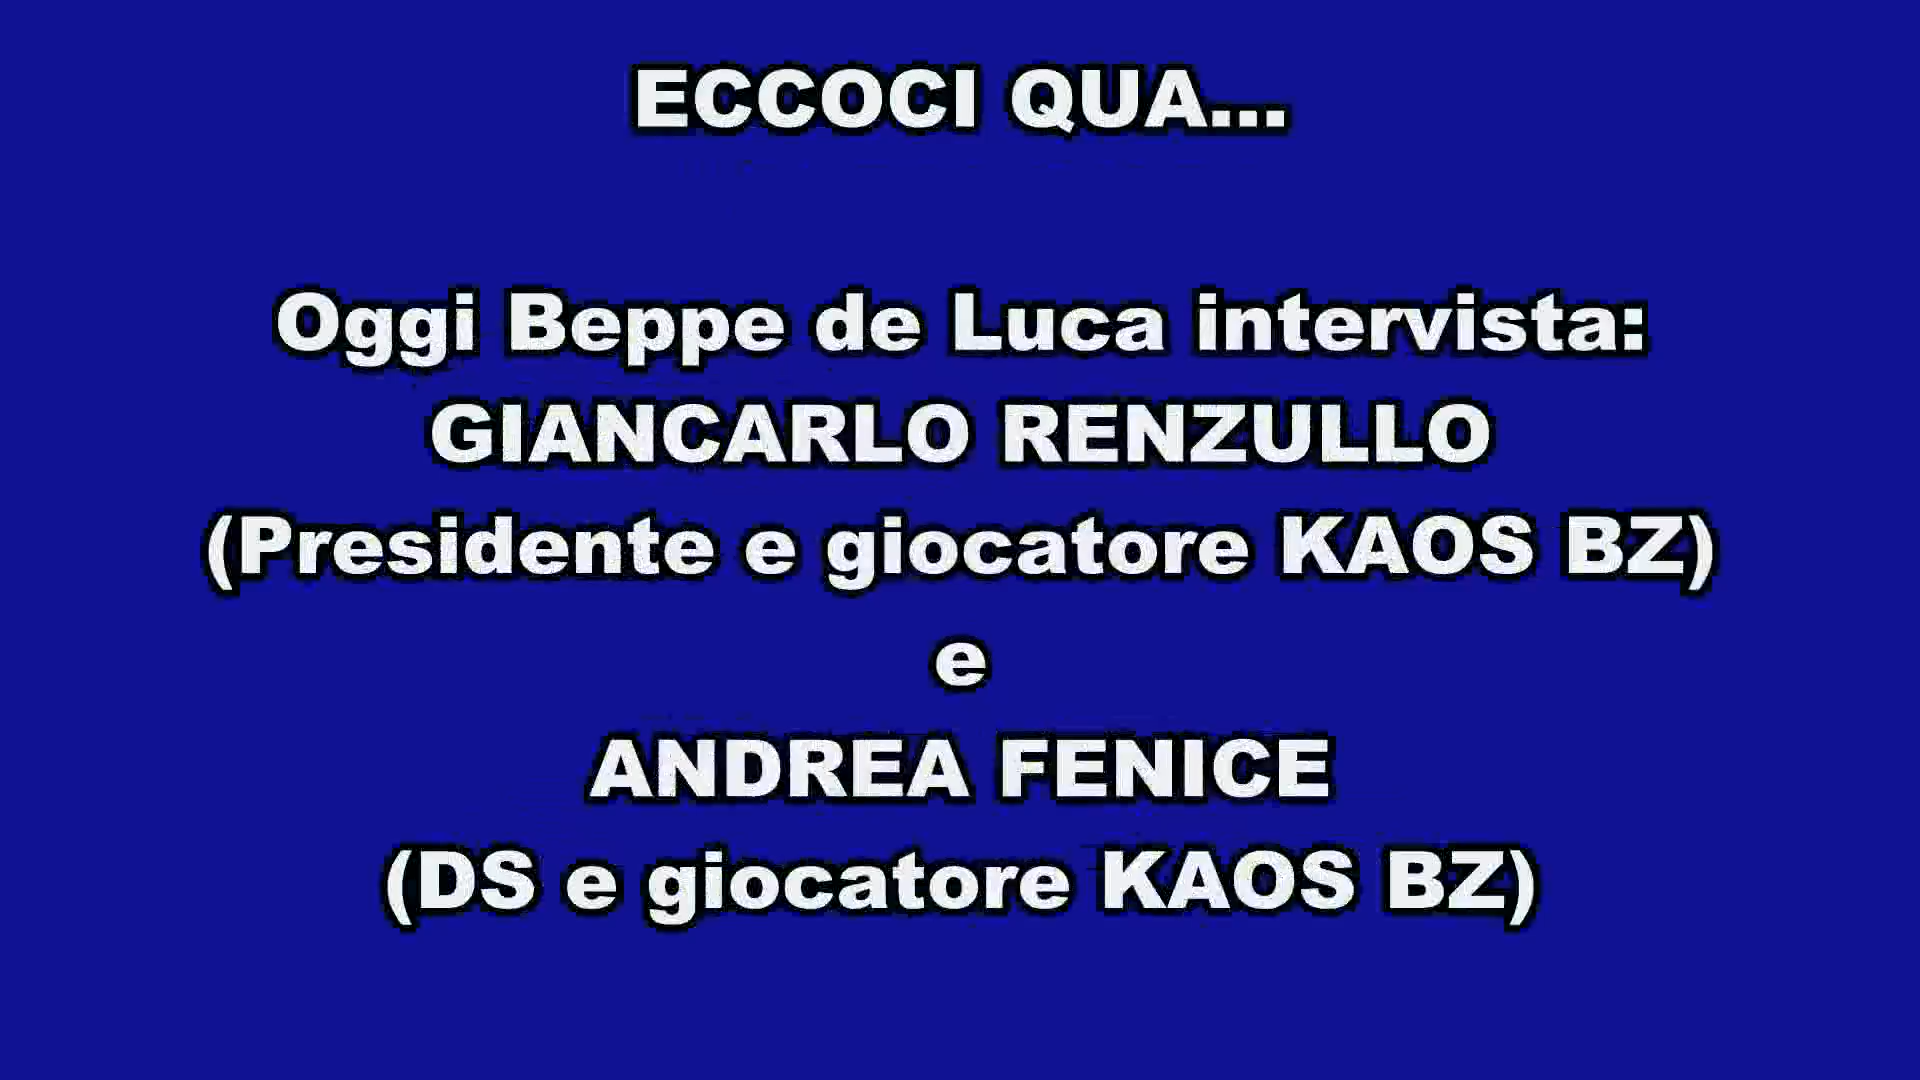 ECCOCI QUA...
Oggi Beppe de Luca intervista:
GIANCARLO RENZULLO
(Presidente e giocatore KAOS BZ)
e
ANDREA FENICE
(DS e giocatore KAOS BZ)